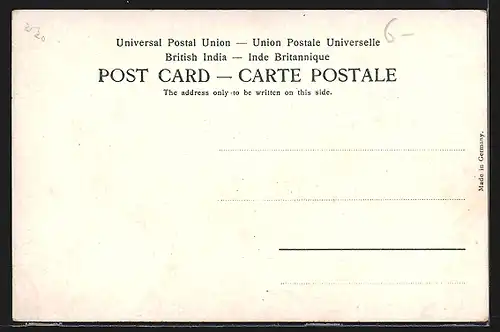 220
6-
Universal Postal Union — Union Postale Universelle
British India — Inde Britannique
POST CARD — CARTE POSTALE
The address only to be written on this side.
Made in Germany.